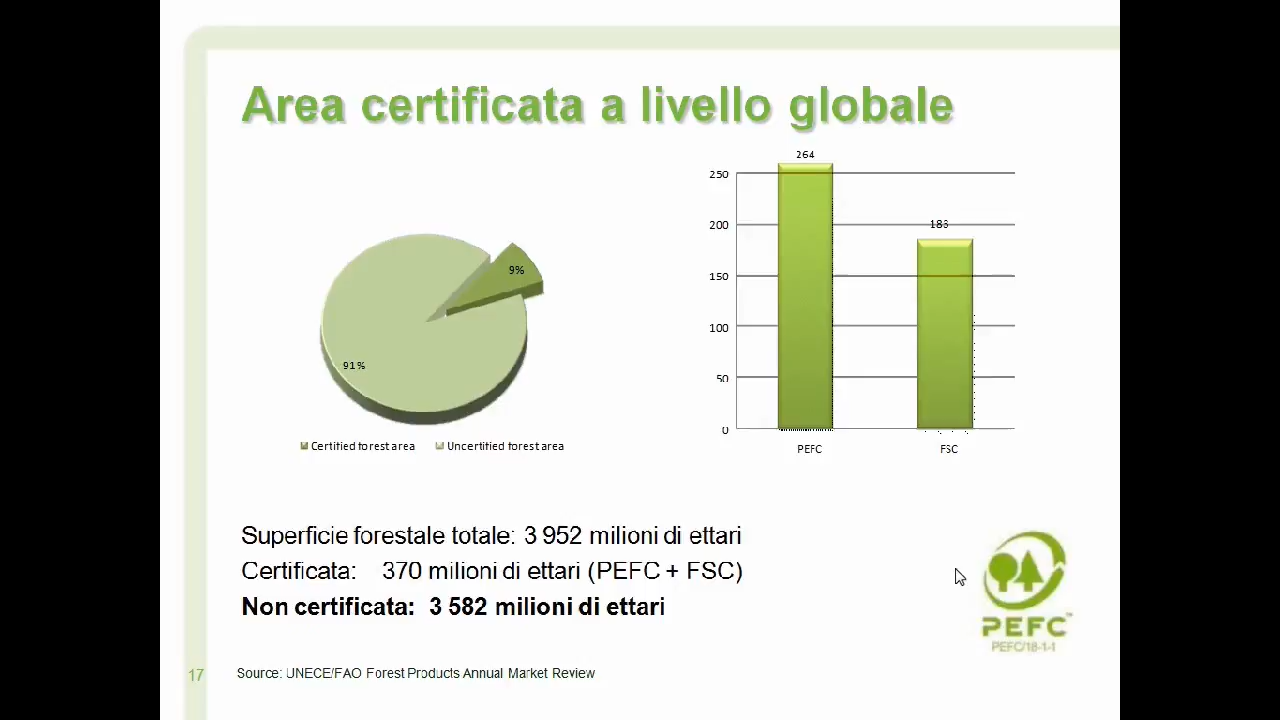 Area certificata a livello globale
264
250
200
150
100
50
0
PEFC
FSC
9%
91%
Certified forest area
Uncertified forest area
Superficie forestale totale: 3 952 milioni di ettari
Certificata: 370 milioni di ettari (PEFC + FSC)
Non certificata: 3 582 milioni di ettari
PEFC™
PEFC/18-1-1
17
Source: UNECE/FAO Forest Products Annual Market Review